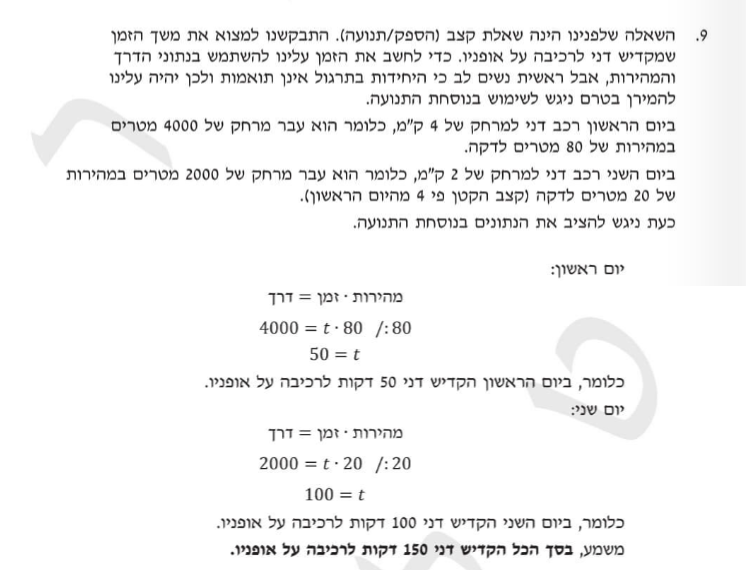 9. השאלה שלפנינו הינה שאלת קצב (הספק/תנועה). התבקשנו למצוא את משך הזמן
שמקדיש דני לרכיבה על אופניו. כדי לחשב את הזמן עלינו להשתמש בנתוני הדרך
והמהירות, אבל ראשית נשים לב כי היחידות בתרגול אינן תואמות ולכן יהיה עלינו
להמירן בטרם ניגש לשימוש בנוסחת התנועה.
ביום הראשון רכב דני למרחק של 4 ק"מ, כלומר הוא עבר מרחק של 4000 מטרים
במהירות של 80 מטרים לדקה.
ביום השני רכב דני למרחק של 2 ק"מ, כלומר הוא עבר מרחק של 2000 מטרים במהירות
של 20 מטרים לדקה (קצב הקטן פי 4 מהיום הראשון).
כעת ניגש להציב את הנתונים בנוסחת התנועה.
יום ראשון:
מהירות · זמן = דרך
4000 = t · 80 /: 80
50 = t
כלומר, ביום הראשון הקדיש דני 50 דקות לרכיבה על אופניו.
יום שני:
מהירות · זמן = דרך
2000 = t · 20 /: 20
100 = t
כלומר, ביום השני הקדיש דני 100 דקות לרכיבה על אופניו.
משמע, בסך הכל הקדיש דני 150 דקות לרכיבה על אופניו.